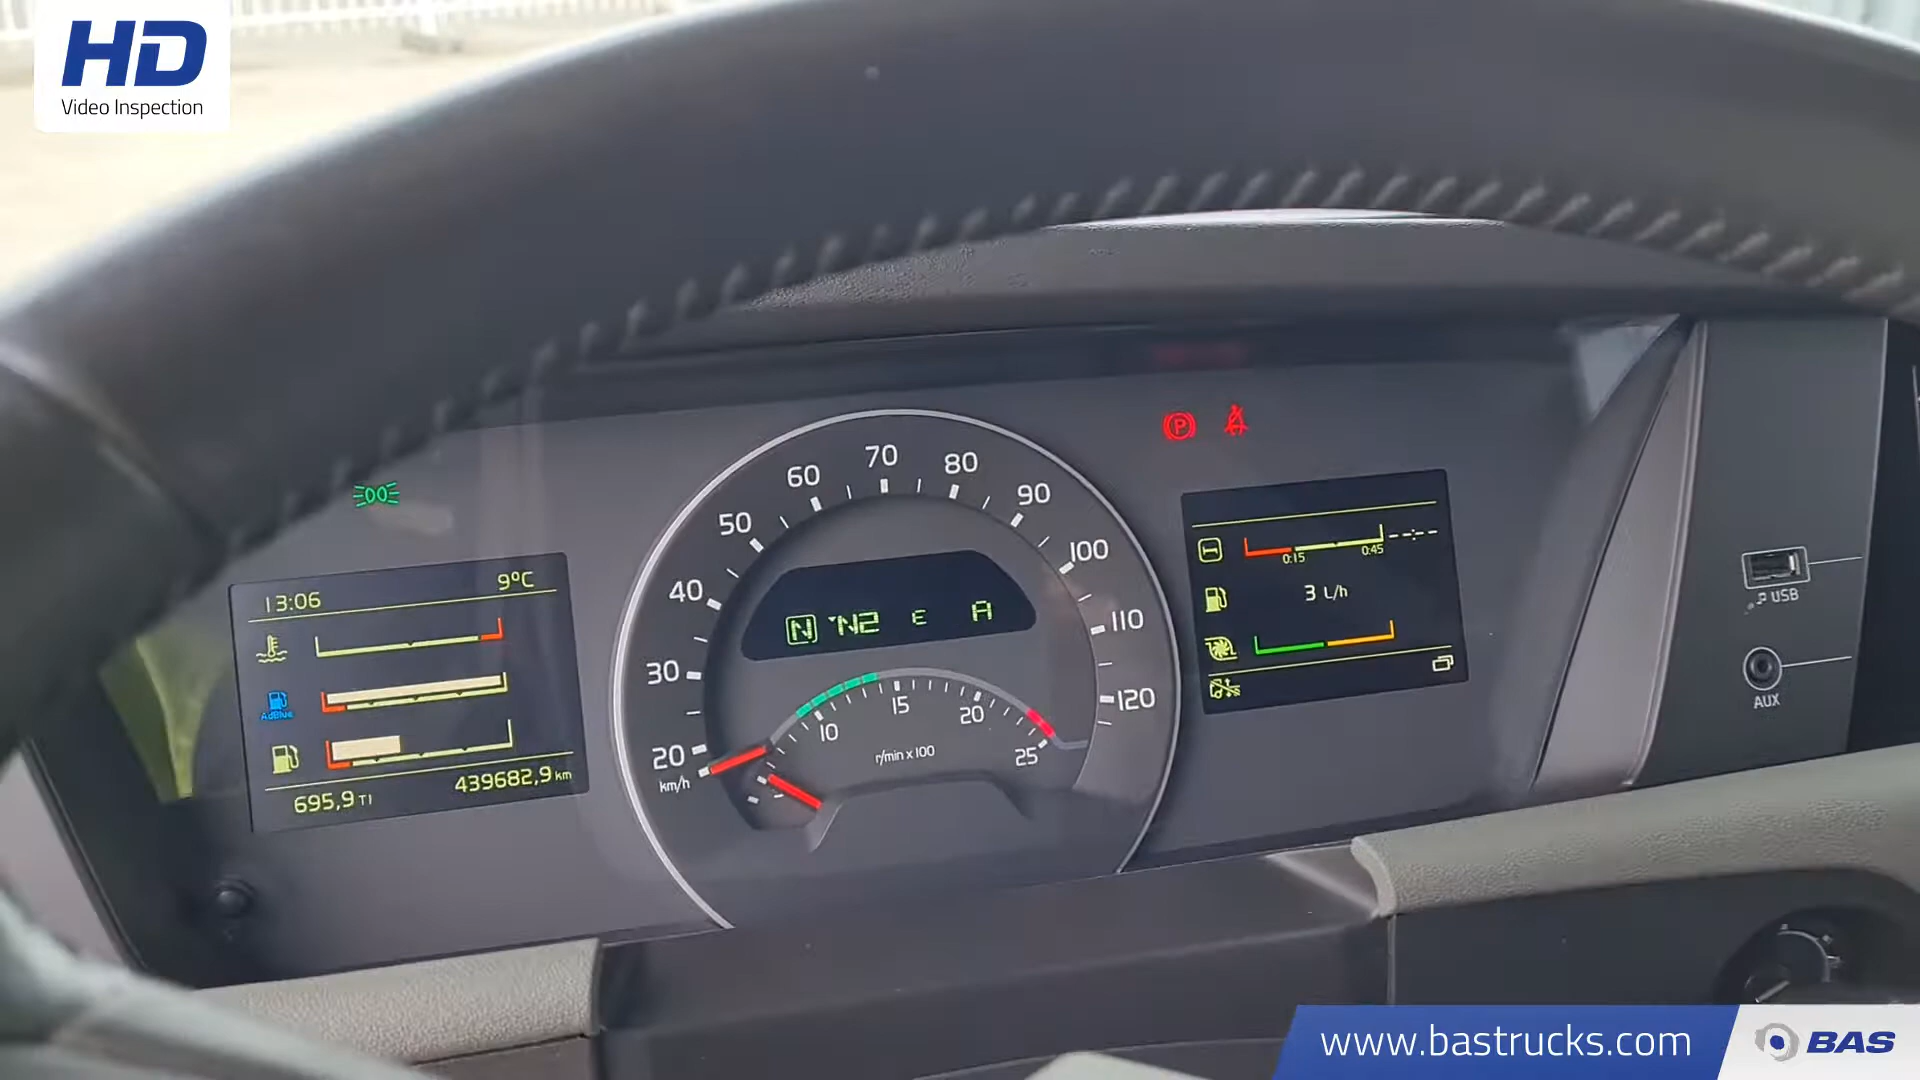 HD
Video Inspection
13:06
9°C
AdBlue
695,9 TI
439682,9 km
20
30
40
50
60
70
80
90
100
110
120
km/h
N N2 E A
10
15
20
25
r/min x 100
P
0:15
0:45
--:--
3 L/h
USB
AUX
www.bastrucks.com
BAS